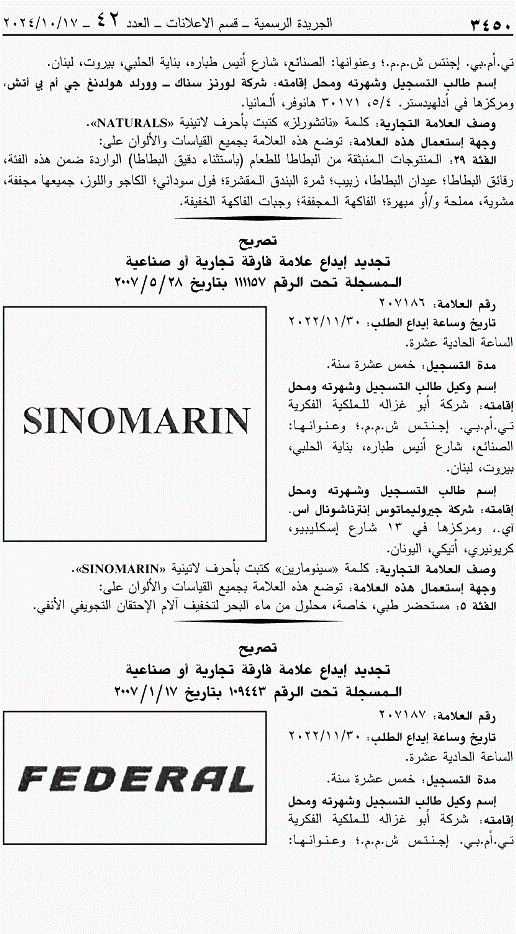 ٣٤٥٠
الجريدة الرسمية ــ قسم الاعلانات ــ العدد ٤٢ ــ ٢٠٢٤/١٠/١٧
تي.أم.بي. إجنتس ش.م.م.؛ وعنوانها: الصنائع، شارع أنيس طباره، بناية الحلبي، بيروت، لبنان.
إسم طالب التسجيل وشهرته ومحل إقامته: شركة لورنز سناك ــ وورلد هولدنغ جي أم بي اتش،
ومركزها في أدلهيدستر. ٥/٤، ٣٠١٧١ هانوفر، ألمانيا.
وصف العلامة التجارية: كلمة «ناتشورلز» كتبت بأحرف لاتينية «NATURALS».
وجهة إستعمال هذه العلامة: توضع هذه العلامة بجميع القياسات والألوان على:
الفئة ٢٩: المنتوجات المنبثقة من البطاطا للطعام (باستثناء دقيق البطاطا) الواردة ضمن هذه الفئة،
رقائق البطاطا؛ عيدان البطاطا، زبيب؛ ثمرة البندق المقشرة؛ فول سوداني؛ الكاجو واللوز، جميعها مجففة،
مشوية، مملحة و/أو مبهرة؛ الفاكهة المجففة؛ وجبات الفاكهة الخفيفة.
تصريح
تجديد إيداع علامة فارقة تجارية أو صناعية
المسجلة تحت الرقم ١١١١٥٧ بتاريخ ٢٠٠٧/٥/٢٨
رقم العلامة: ٢٠٧١٨٦
تاريخ وساعة إيداع الطلب: ٢٠٢٢/١١/٣٠
الساعة الحادية عشرة.
مدة التسجيل: خمس عشرة سنة.
إسم وكيل طالب التسجيل وشهرته ومحل
إقامته: شركة أبو غزاله للملكية الفكرية
تي.أم.بي. إجنتس ش.م.م.؛ وعنوانها:
الصنائع، شارع أنيس طباره، بناية الحلبي،
بيروت، لبنان.
إسم طالب التسجيل وشهرته ومحل
إقامته: شركة جيروليماتوس إنترناشونال أس.
آي.. ومركزها في ١٣ شارع إسكليبيو،
كريونيري، أتيكي، اليونان.
SINOMARIN
وصف العلامة التجارية: كلمة «سينومارين» كتبت بأحرف لاتينية «SINOMARIN».
وجهة إستعمال هذه العلامة: توضع هذه العلامة بجميع القياسات والألوان على:
الفئة ٥: مستحضر طبي، خاصة، محلول من ماء البحر لتخفيف آلام الإحتقان التجويفي الأنفي.
تصريح
تجديد إيداع علامة فارقة تجارية أو صناعية
المسجلة تحت الرقم ١٠٩٤٤٣ بتاريخ ٢٠٠٧/١/١٧
رقم العلامة: ٢٠٧١٨٧
تاريخ وساعة إيداع الطلب: ٢٠٢٢/١١/٣٠
الساعة الحادية عشرة.
مدة التسجيل: خمس عشرة سنة.
إسم وكيل طالب التسجيل وشهرته ومحل
إقامته: شركة أبو غزاله للملكية الفكرية
تي.أم.بي. إجنتس ش.م.م.؛ وعنوانها:
FEDERAL